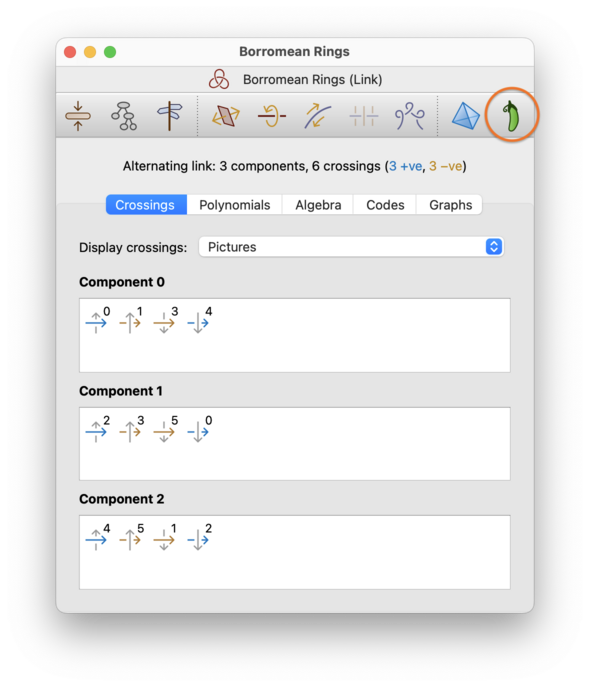 Borromean Rings
Borromean Rings (Link)
Alternating link: 3 components, 6 crossings (3 +ve, 3 −ve)
Crossings Polynomials Algebra Codes Graphs
Display crossings: Pictures
Component 0
0 1 3 4
Component 1
2 3 5 0
Component 2
4 5 1 2